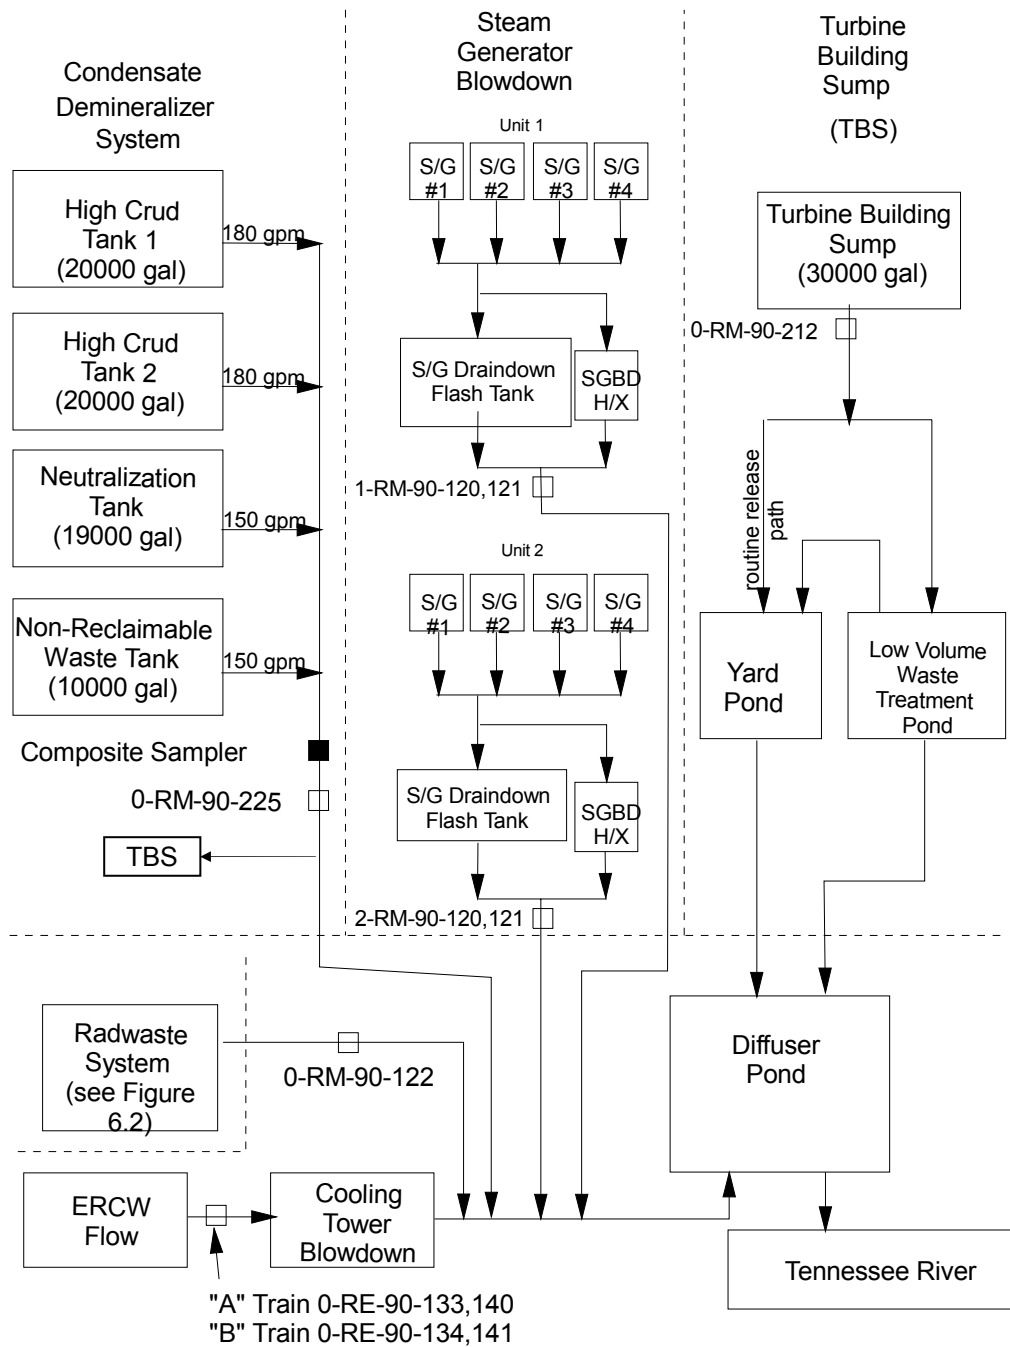 Condensate
Demineralizer
System
High Crud
Tank 1
(20000 gal)
180 gpm
High Crud
Tank 2
(20000 gal)
180 gpm
Neutralization
Tank
(19000 gal)
150 gpm
Non-Reclaimable
Waste Tank
(10000 gal)
150 gpm
Composite Sampler
0-RM-90-225
TBS
Steam
Generator
Blowdown
Unit 1
S/G
#1
S/G
#2
S/G
#3
S/G
#4
S/G Draindown
Flash Tank
SGBD
H/X
1-RM-90-120,121
Unit 2
S/G
#1
S/G
#2
S/G
#3
S/G
#4
S/G Draindown
Flash Tank
SGBD
H/X
2-RM-90-120,121
Turbine
Building
Sump
(TBS)
Turbine Building
Sump
(30000 gal)
0-RM-90-212
routine release
path
Yard
Pond
Low Volume
Waste
Treatment
Pond
Radwaste
System
(see Figure
6.2)
0-RM-90-122
Diffuser
Pond
ERCW
Flow
Cooling
Tower
Blowdown
Tennessee River
"A" Train 0-RE-90-133,140
"B" Train 0-RE-90-134,141